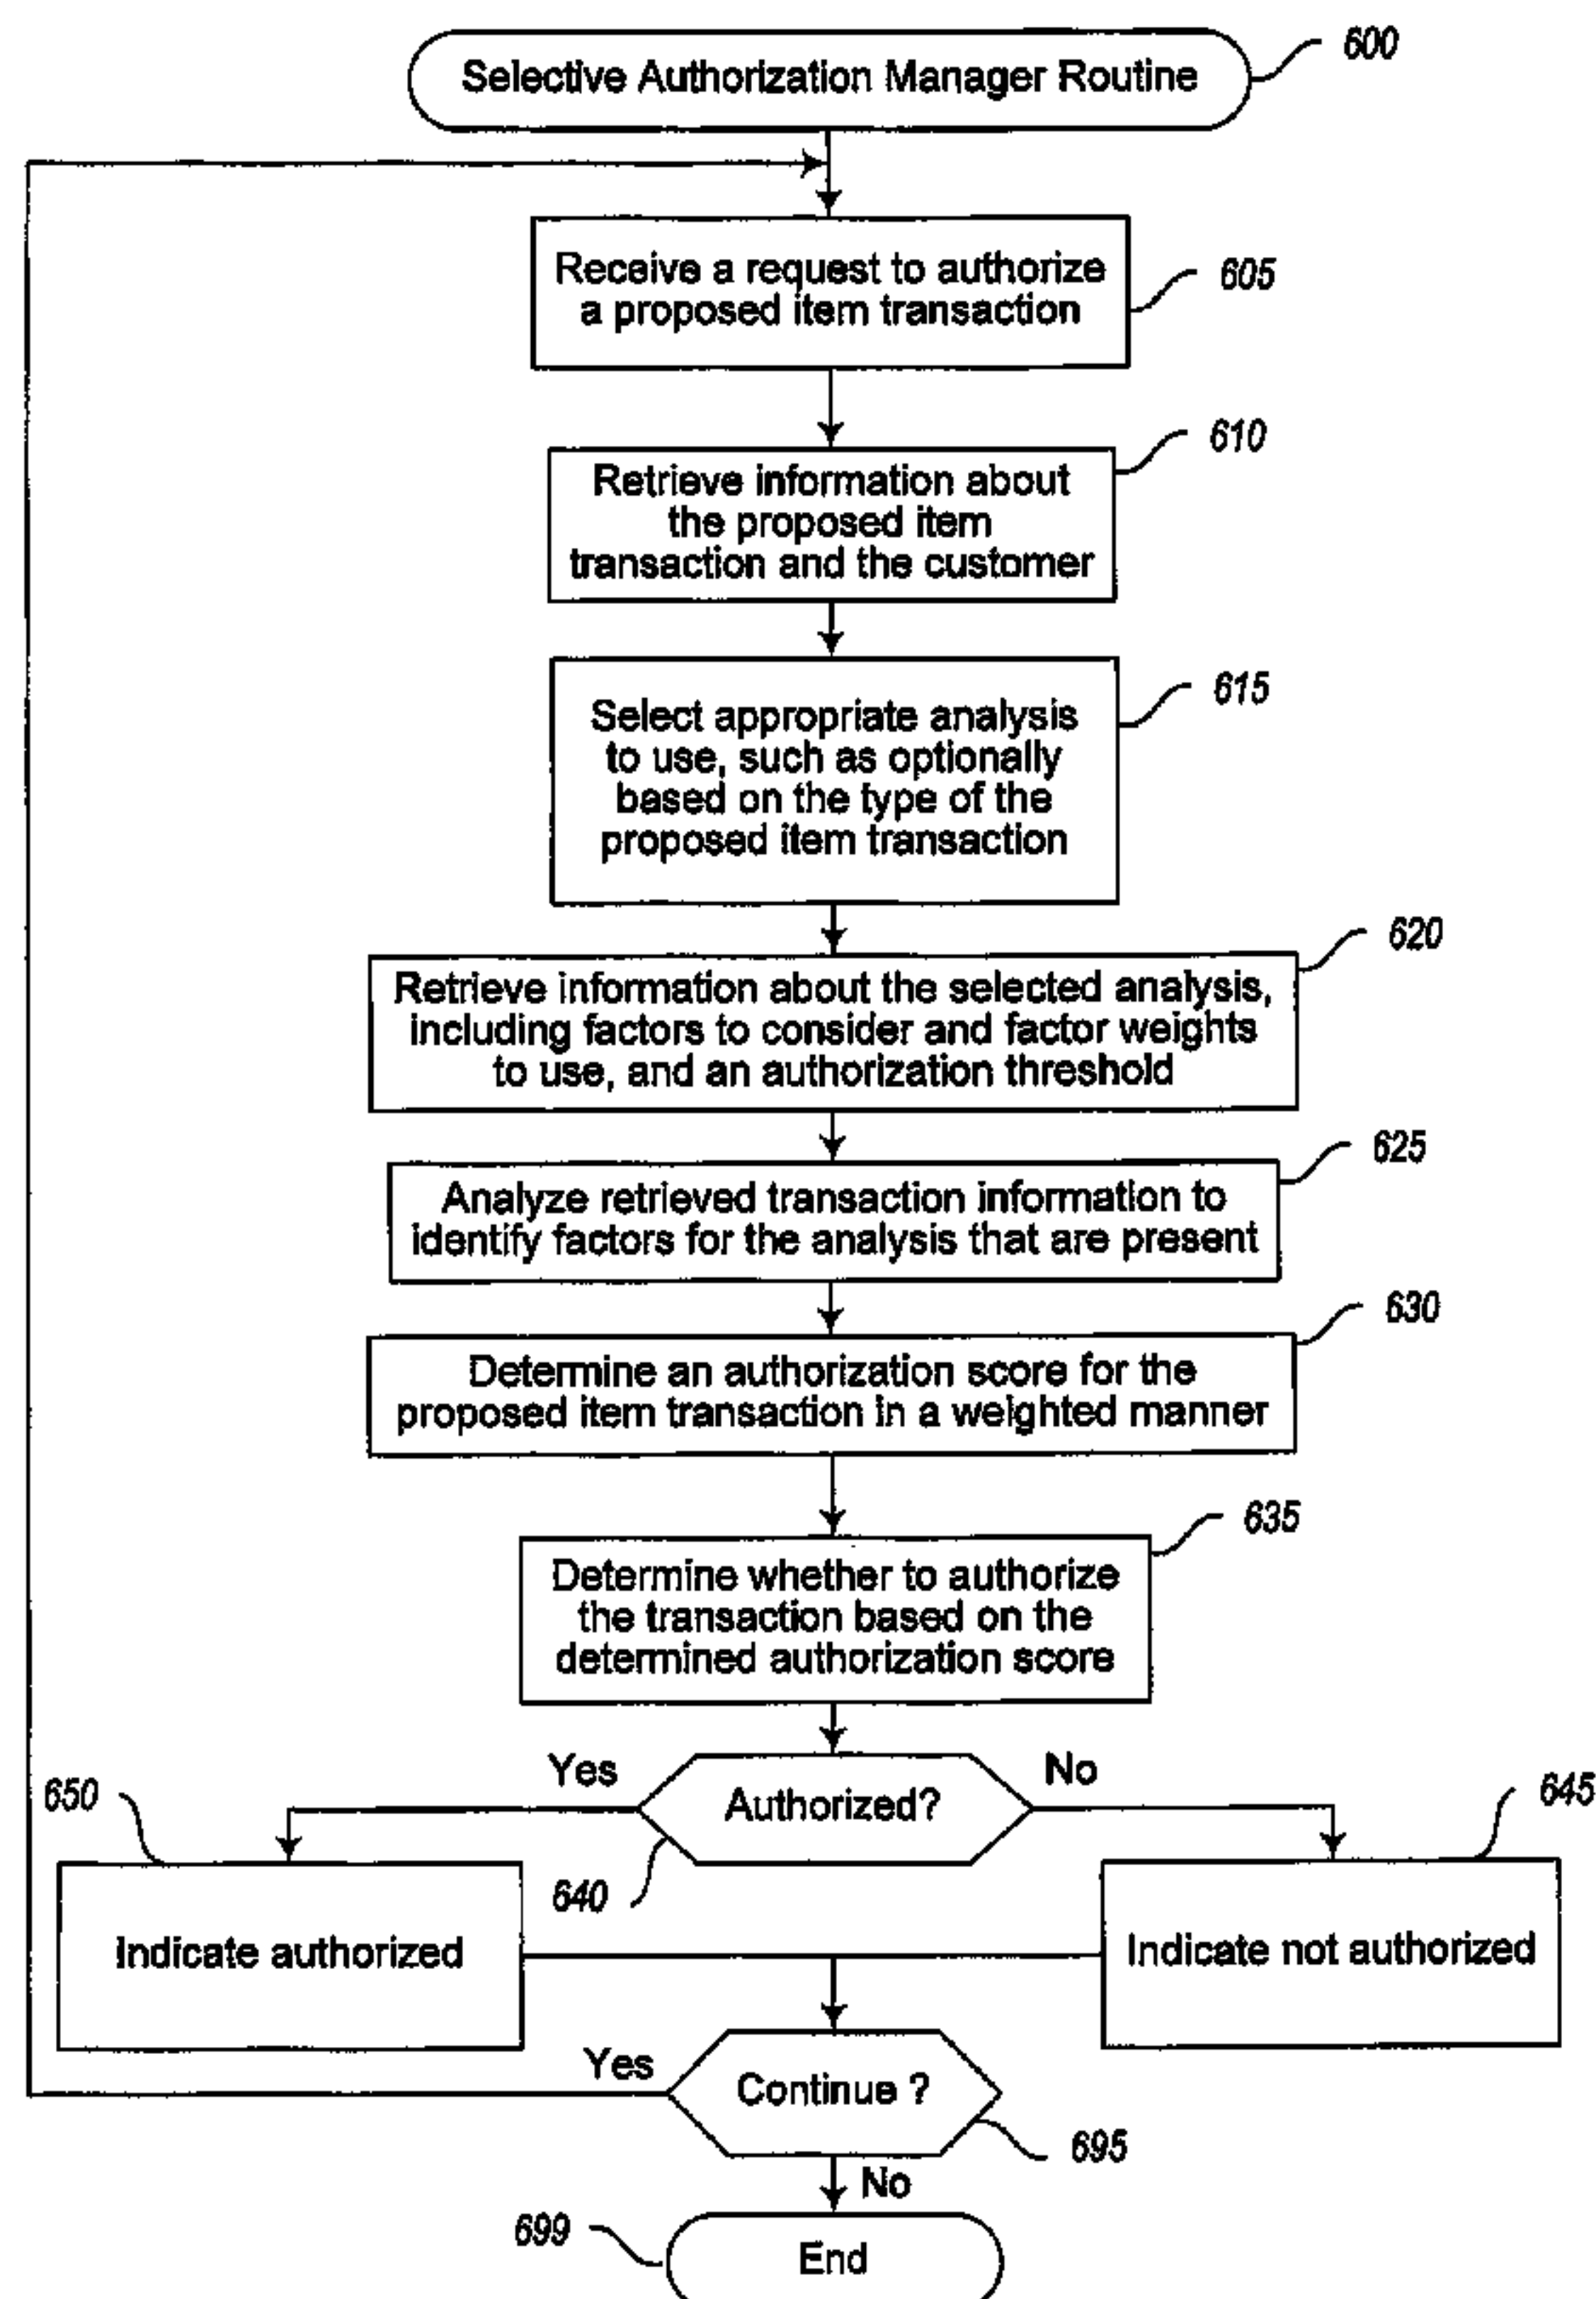 Selective Authorization Manager Routine
600
Receive a request to authorize
a proposed item transaction
605
610
Retrieve information about
the proposed item
transaction and the customer
615
Select appropriate analysis
to use, such as optionally
based on the type of the
proposed item transaction
620
Retrieve information about the selected analysis,
including factors to consider and factor weights
to use, and an authorization threshold
625
Analyze retrieved transaction information to
identify factors for the analysis that are present
630
Determine an authorization score for the
proposed item transaction in a weighted manner
635
Determine whether to authorize
the transaction based on the
determined authorization score
Yes
No
650
Authorized?
645
640
Indicate authorized
Indicate not authorized
Yes
Continue ?
695
No
699
End